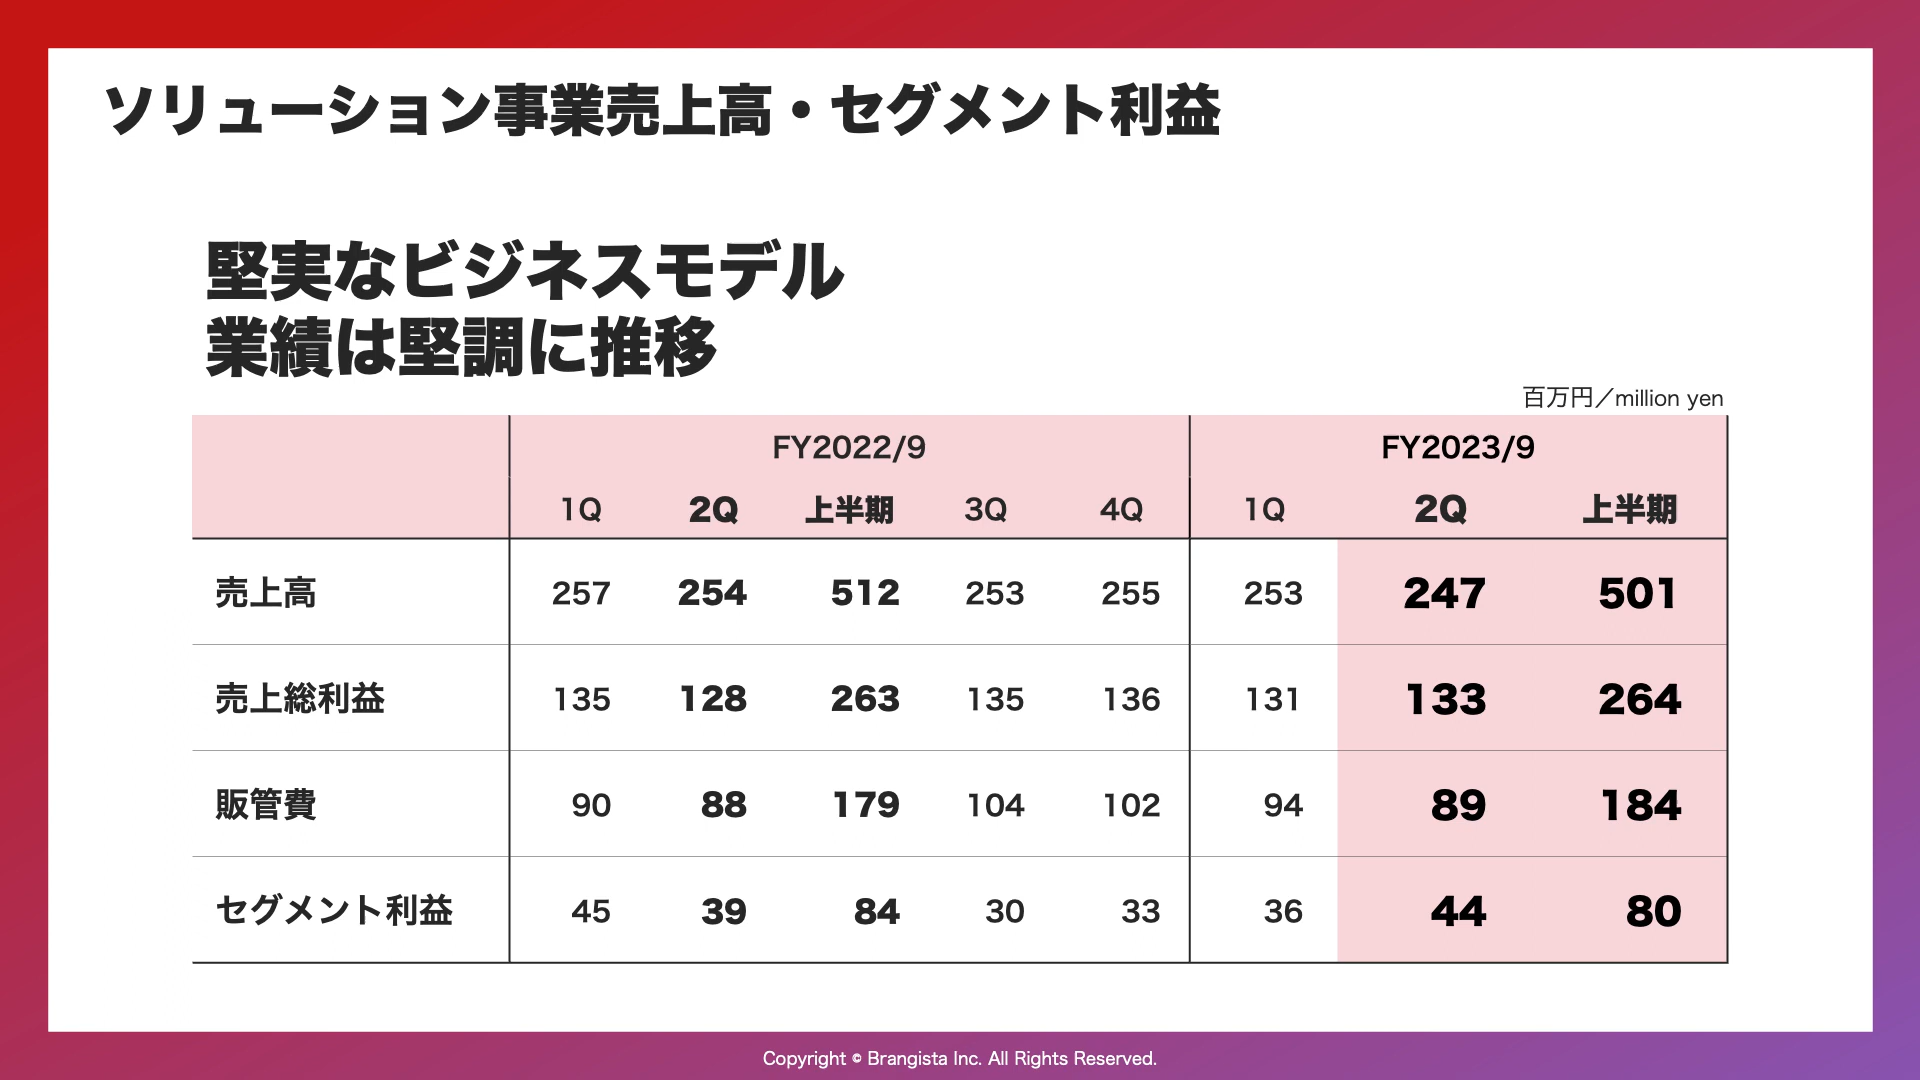 ソリューション事業売上高・セグメント利益
堅実なビジネスモデル
業績は堅調に推移
百万円／million yen
FY2022/9 FY2023/9
1Q 2Q 上半期 3Q 4Q 1Q 2Q 上半期
売上高 257 254 512 253 255 253 247 501
売上総利益 135 128 263 135 136 131 133 264
販管費 90 88 179 104 102 94 89 184
セグメント利益 45 39 84 30 33 36 44 80
Copyright © Brangista Inc. All Rights Reserved.